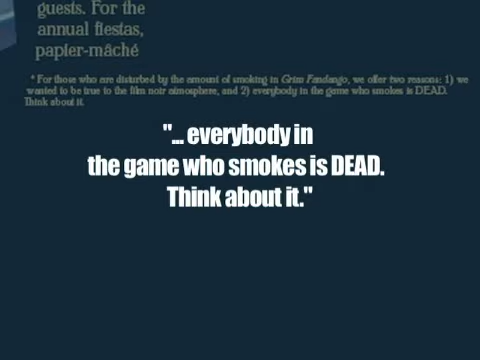 guests. For the
annual fiestas,
papier-mâché
* For those who are disturbed by the amount of smoking in Grim Fandango, we offer two reasons: 1) we
wanted to be true to the film noir atmosphere, and 2) everybody in the game who smokes is DEAD.
Think about it.
"... everybody in
the game who smokes is DEAD.
Think about it."